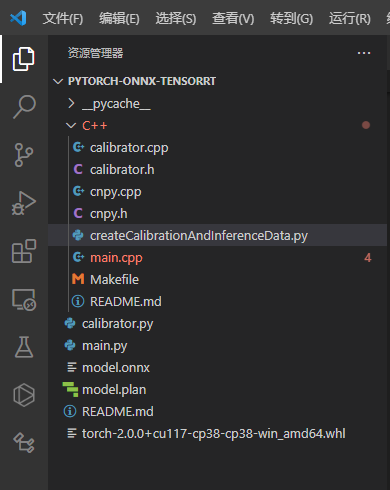 文件(F) 编辑(E) 选择(S) 查看(V) 转到(G) 运行(R)
资源管理器
PYTORCH-ONNX-TENSORRT
__pycache__
C++
calibrator.cpp
calibrator.h
cnpy.cpp
cnpy.h
createCalibrationAndInferenceData.py
main.cpp 4
Makefile
README.md
calibrator.py
main.py
model.onnx
model.plan
README.md
torch-2.0.0+cu117-cp38-cp38-win_amd64.whl